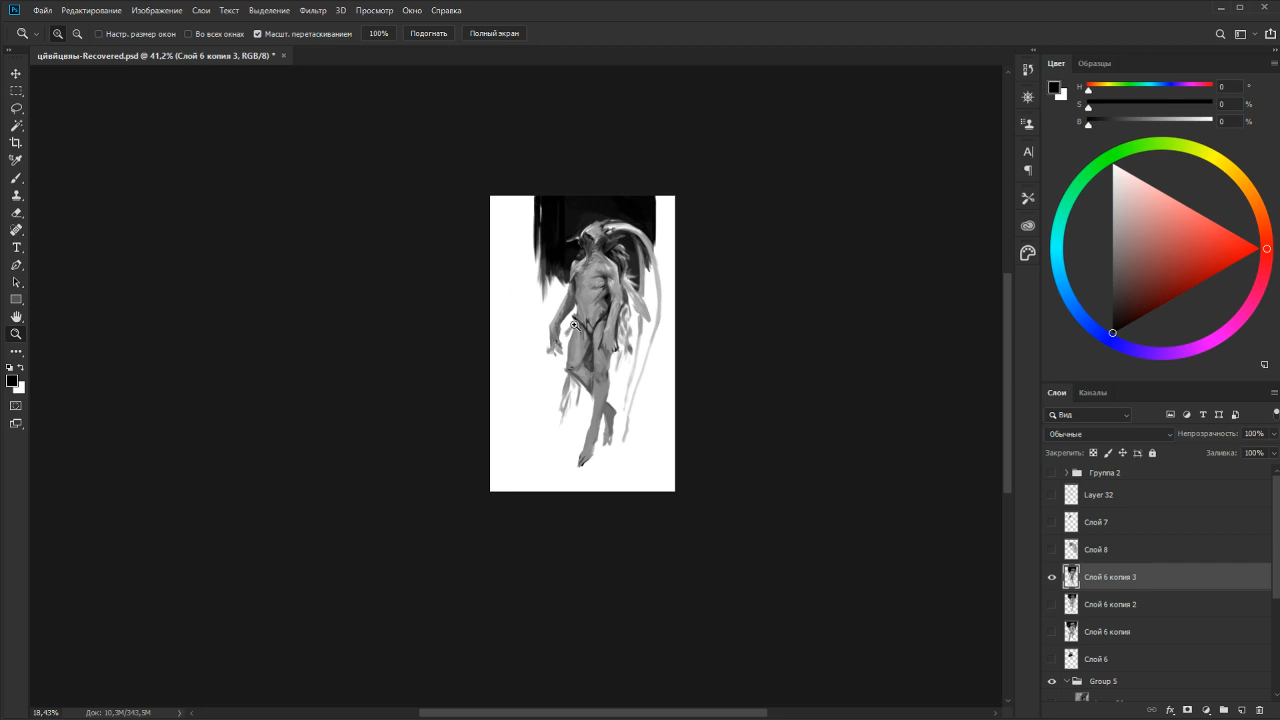 Ps Файл Редактирование Изображение Слои Текст Выделение Фильтр 3D Просмотр Окно Справка
Настр. размер окон Во всех окнах Масшт. перетаскиванием 100% Подогнать Полный экран
цйвйцвяы-Recovered.psd @ 41,2% (Слой 6 копия 3, RGB/8) * ×
Цвет Образцы
H 0 °
S 0 %
B 0 %
Слои Каналы
Вид
Обычные Непрозрачность: 100%
Закрепить: Заливка: 100%
Группа 2
Layer 32
Слой 7
Слой 8
Слой 6 копия 3
Слой 6 копия 2
Слой 6 копия
Слой 6
Group 5
18,43% Док: 10,3M/343,5M